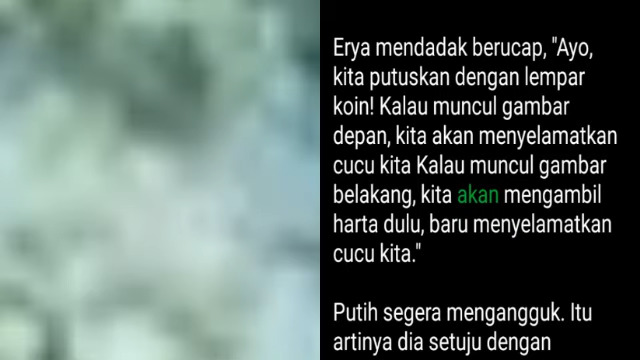 Erya mendadak berucap, "Ayo,
kita putuskan dengan lempar
koin! Kalau muncul gambar
depan, kita akan menyelamatkan
cucu kita Kalau muncul gambar
belakang, kita akan mengambil
harta dulu, baru menyelamatkan
cucu kita."
Putih segera mengangguk. Itu
artinya dia setuju dengan